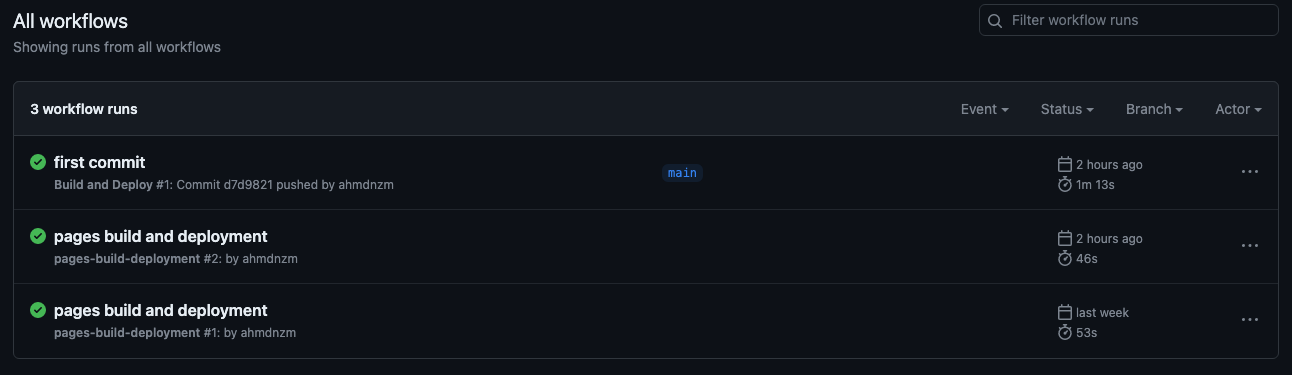 All workflows
Filter workflow runs
Showing runs from all workflows
3 workflow runs
Event
Status
Branch
Actor
first commit
Build and Deploy #1: Commit d7d9821 pushed by ahmdnzm
main
2 hours ago
1m 13s
pages build and deployment
pages-build-deployment #2: by ahmdnzm
2 hours ago
46s
pages build and deployment
pages-build-deployment #1: by ahmdnzm
last week
53s